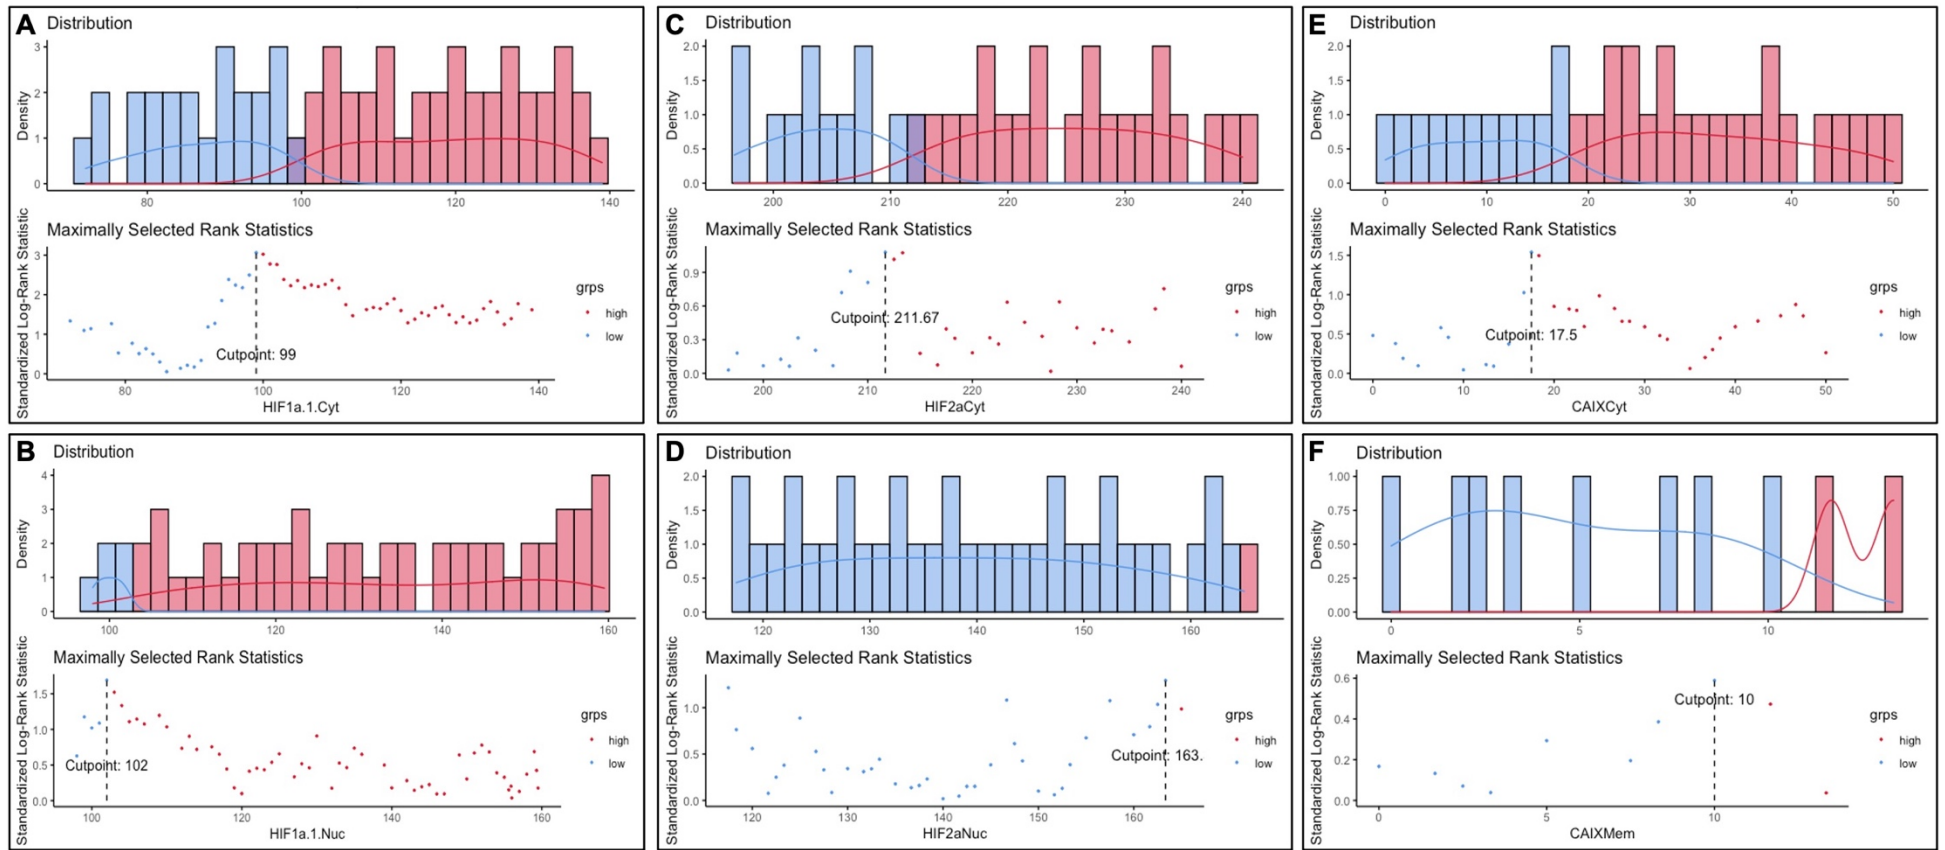 A
Distribution
Density
3
2
1
0
80
100
120
140
Maximally Selected Rank Statistics
Standardized Log-Rank Statistic
3
2
1
0
Cutpoint: 99
80
100
120
140
HIF1a.1.Cyt
grps
high
low
C
Distribution
Density
2.0
1.5
1.0
0.5
0.0
200
210
220
230
240
Maximally Selected Rank Statistics
Standardized Log-Rank Statistic
0.9
0.6
0.3
0.0
Cutpoint: 211.67
200
210
220
230
240
HIF2aCyt
grps
high
low
E
Distribution
Density
2.0
1.5
1.0
0.5
0.0
0
10
20
30
40
50
Maximally Selected Rank Statistics
Standardized Log-Rank Statistic
1.5
1.0
0.5
0.0
Cutpoint: 17.5
0
10
20
30
40
50
CAIXCyt
grps
high
low
B
Distribution
Density
4
3
2
1
0
100
120
140
160
Maximally Selected Rank Statistics
Standardized Log-Rank Statistic
1.5
1.0
0.5
0.0
Cutpoint: 102
100
120
140
160
HIF1a.1.Nuc
grps
high
low
D
Distribution
Density
2.0
1.5
1.0
0.5
0.0
120
130
140
150
160
Maximally Selected Rank Statistics
Standardized Log-Rank Statistic
1.0
0.5
0.0
Cutpoint: 163.
120
130
140
150
160
HIF2aNuc
grps
high
low
F
Distribution
Density
1.00
0.75
0.50
0.25
0.00
0
5
10
Maximally Selected Rank Statistics
Standardized Log-Rank Statistic
0.6
0.4
0.2
0.0
Cutpoint: 10
0
5
10
CAIXMem
grps
high
low